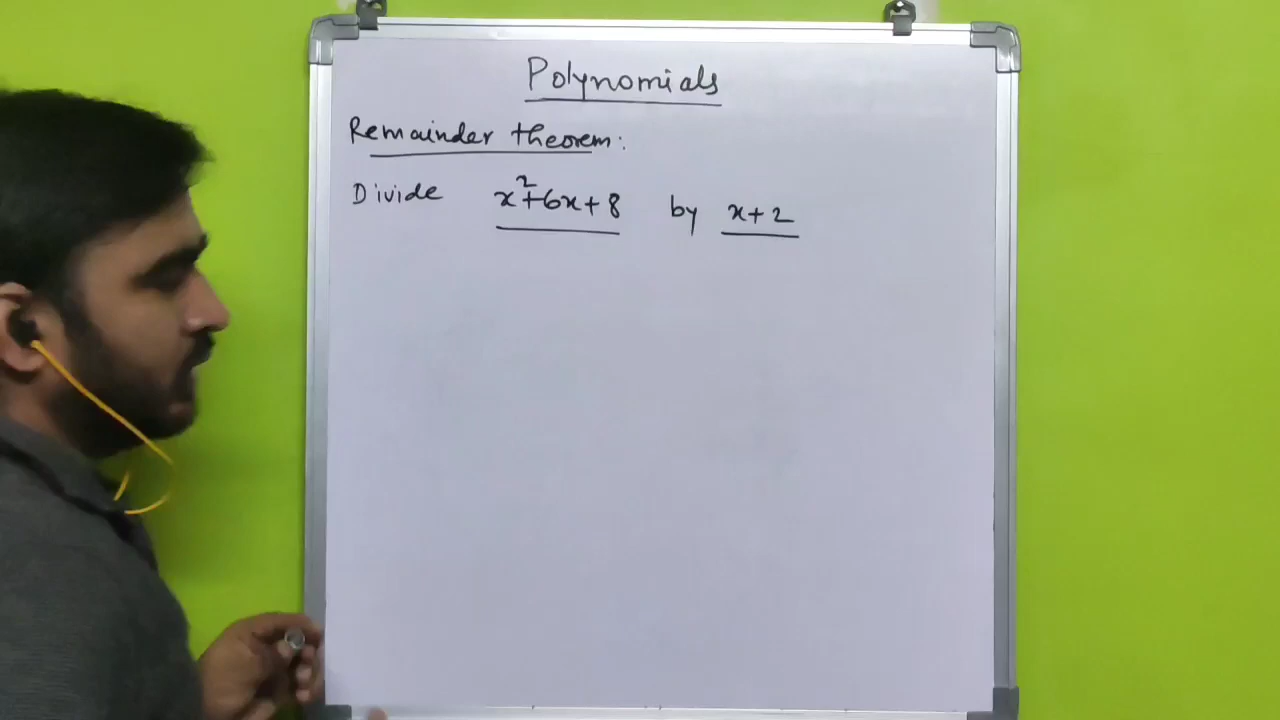 Polynomials
Remainder theorem:
Divide x²+6x+8 by x+2